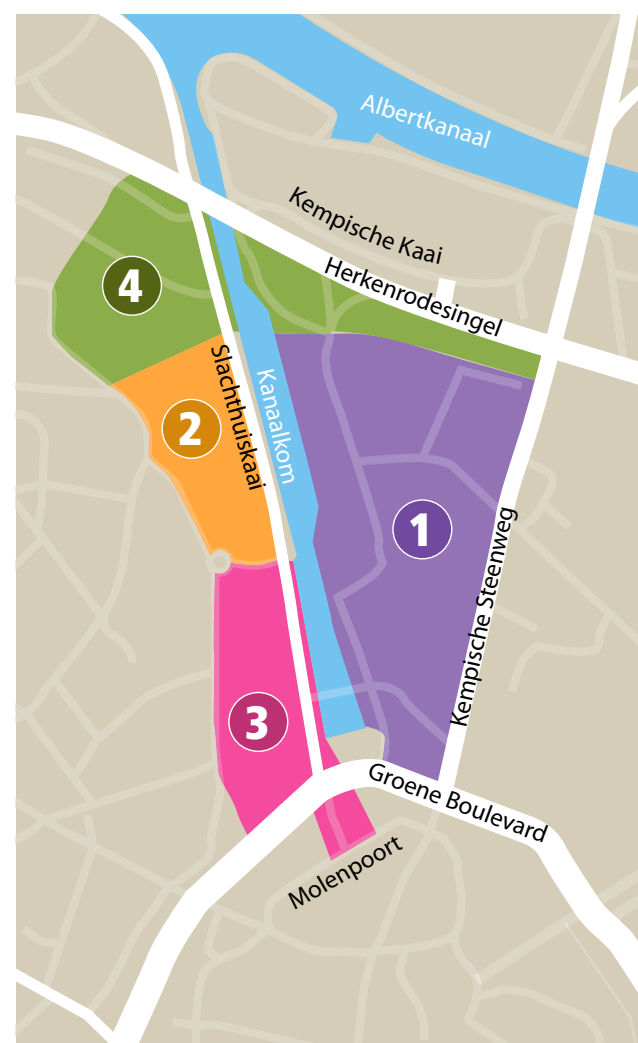 Albertkanaal
Kempische Kaai
Herkenrodesingel
4
Slachthuiskaai
Kanaalkom
2
1
Kempische Steenweg
3
Groene Boulevard
Molenpoort